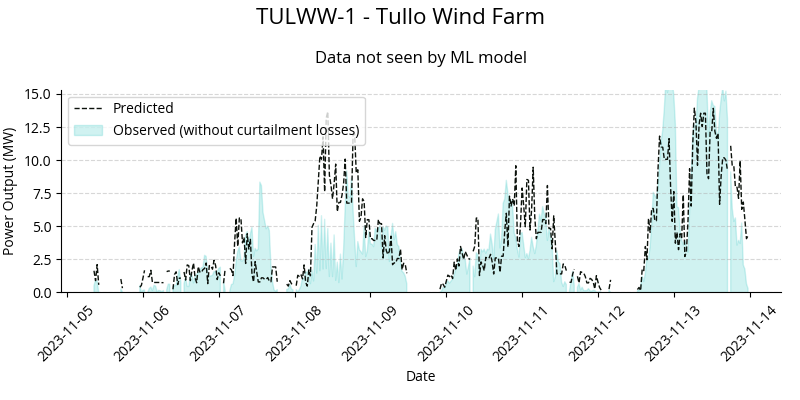 TULWW-1 - Tullo Wind Farm
Data not seen by ML model
Power Output (MW)
15.0
12.5
10.0
7.5
5.0
2.5
0.0
Predicted
Observed (without curtailment losses)
2023-11-05
2023-11-06
2023-11-07
2023-11-08
2023-11-09
2023-11-10
2023-11-11
2023-11-12
2023-11-13
2023-11-14
Date